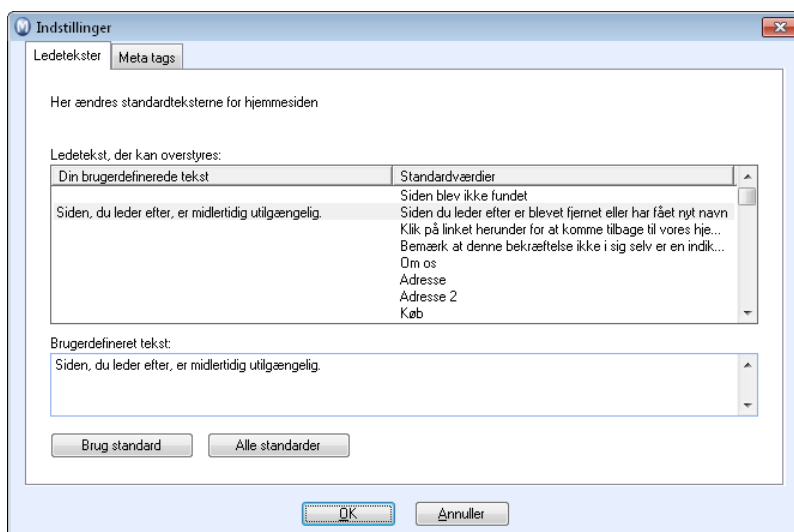 Indstillinger
Ledetekster Meta tags
Her ændres standardteksterne for hjemmesiden
Ledetekst, der kan overstyres:
Din brugerdefinerede tekst Standardværdier
Siden blev ikke fundet
Siden, du leder efter, er midlertidig utilgængelig. Siden du leder efter er blevet fjernet eller har fået nyt navn
Klik på linket herunder for at komme tilbage til vores hje...
Bemærk at denne bekræftelse ikke i sig selv er en indik...
Om os
Adresse
Adresse 2
Køb
Brugerdefineret tekst:
Siden, du leder efter, er midlertidig utilgængelig.
Brug standard Alle standarder
OK Annuller